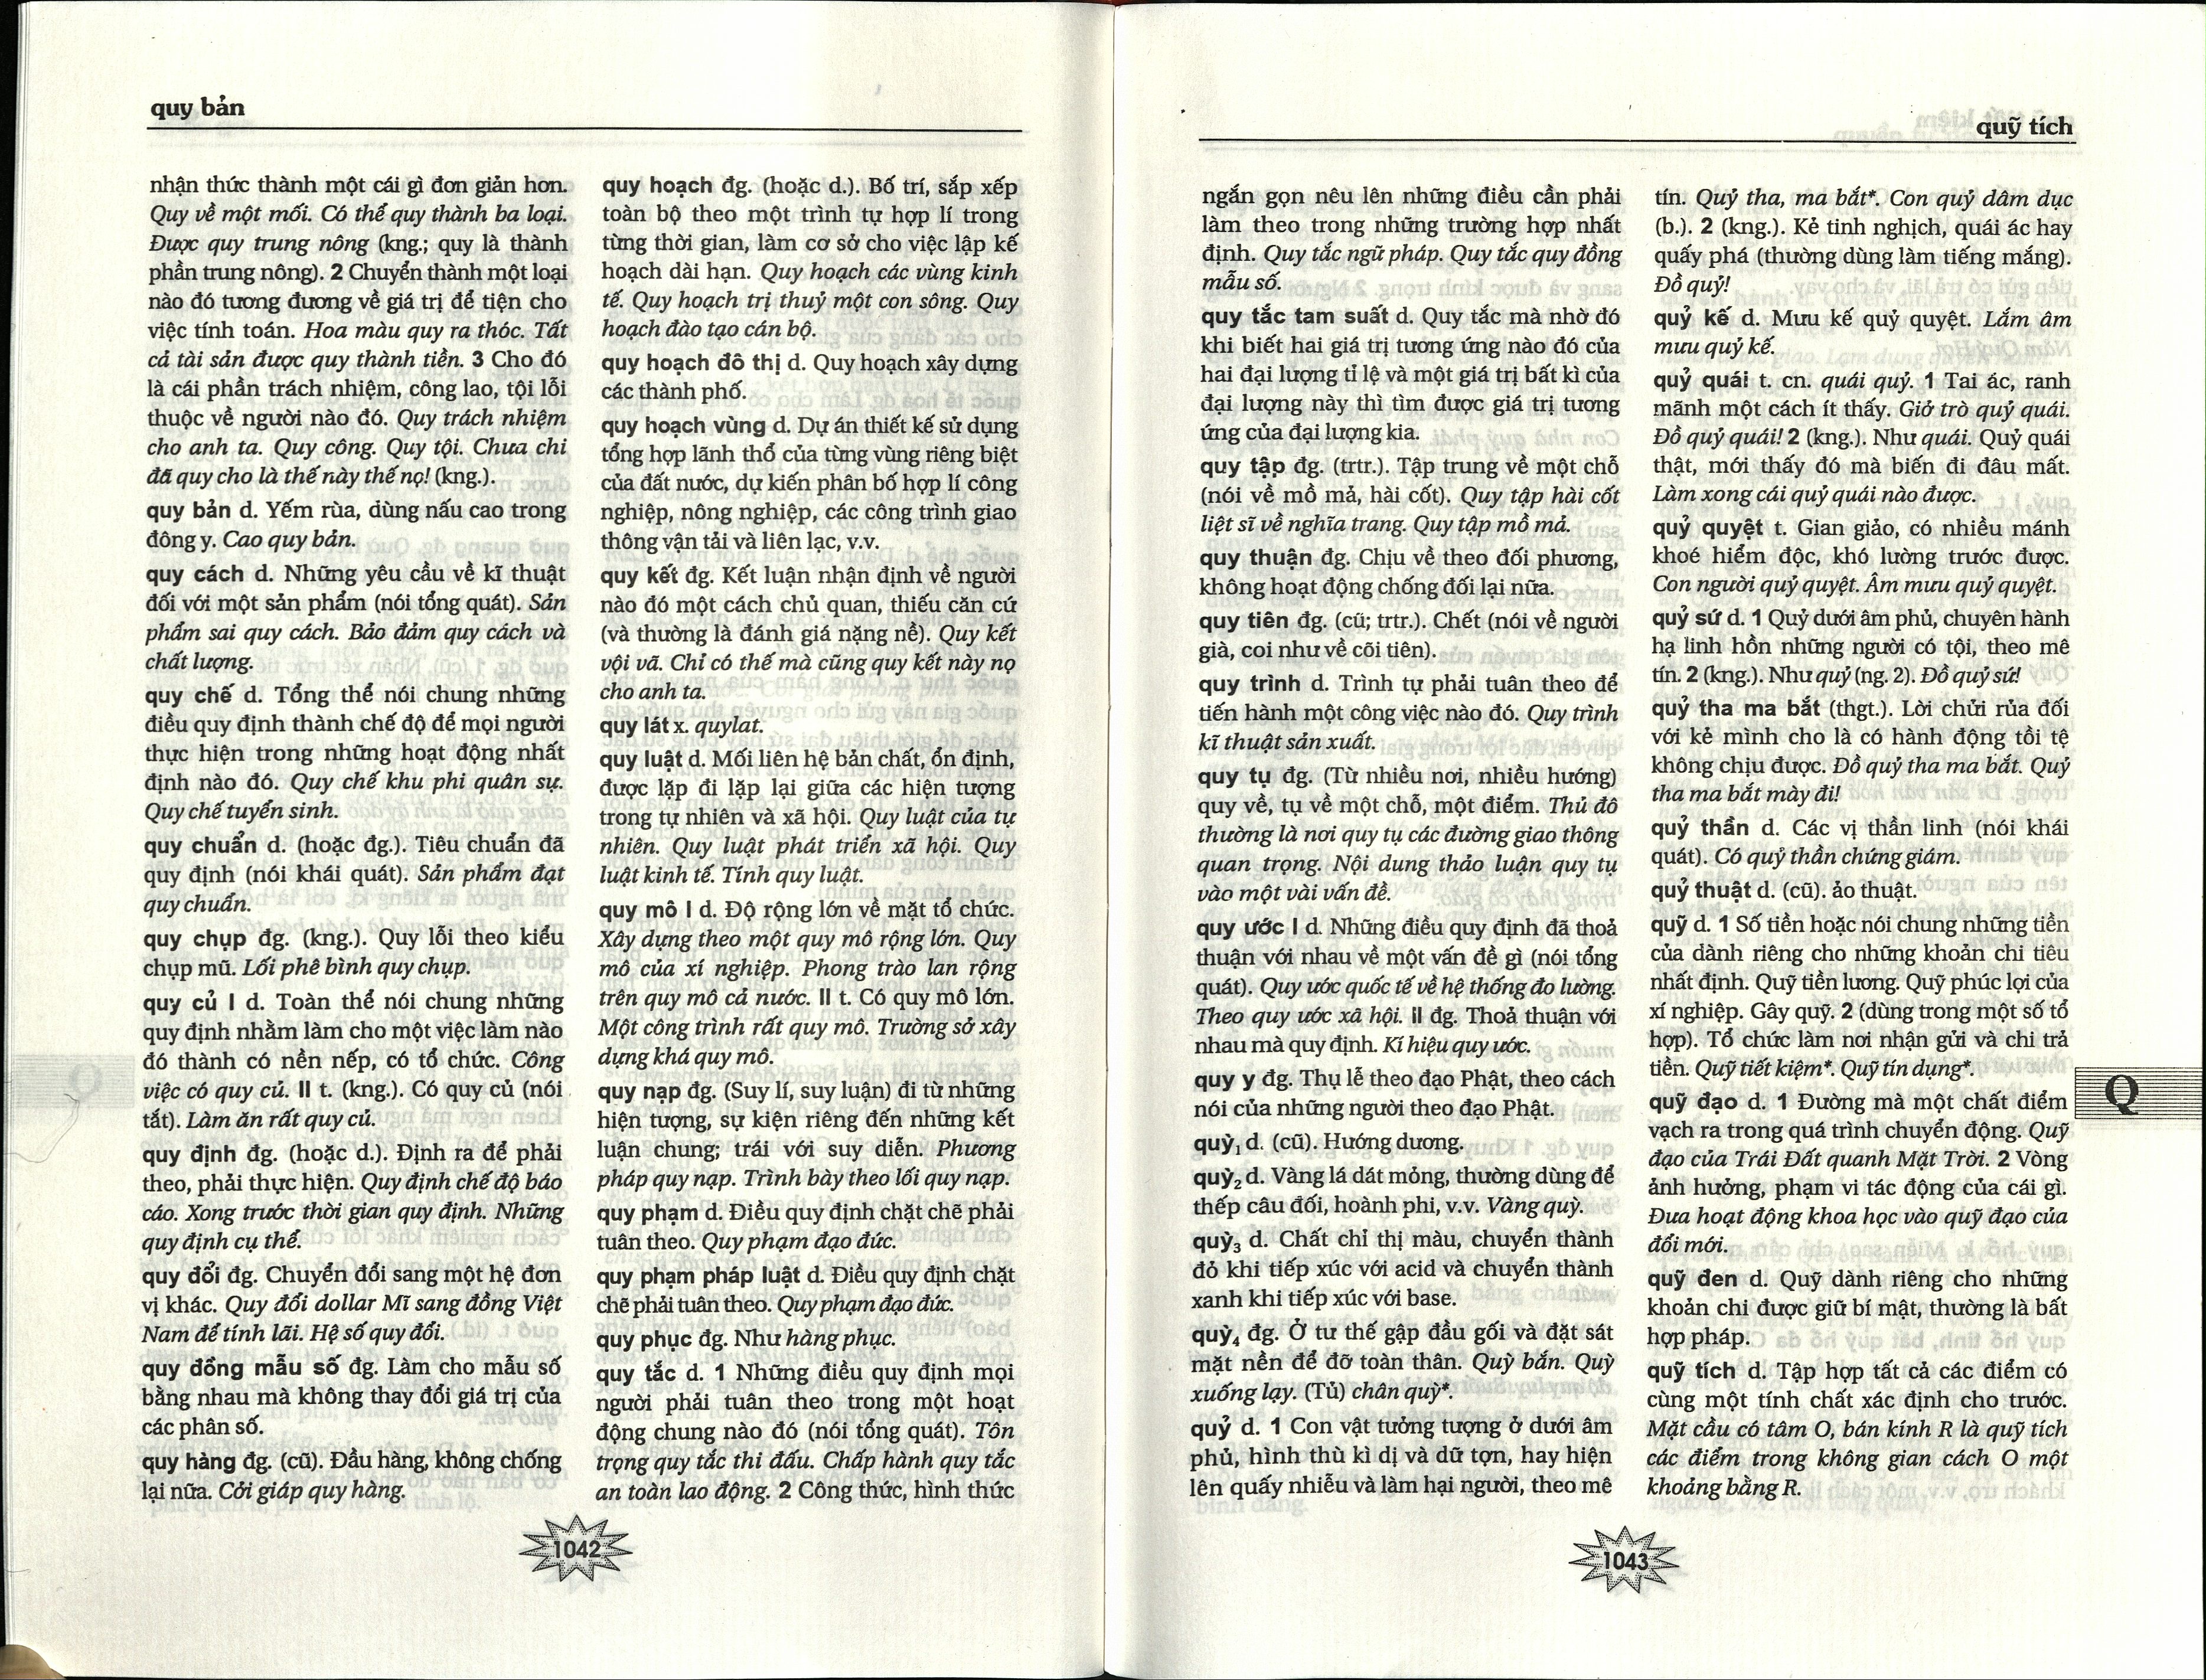 quy bản
nhận thức thành một cái gì đơn giản hơn.
Quy về một mối. Có thể quy thành ba loại.
Được quy trung nông (kng.; quy là thành
phần trung nông). 2 Chuyển thành một loại
nào đó tương đương về giá trị để tiện cho
việc tính toán. Hoa màu quy ra thóc. Tất
cả tài sản được quy thành tiền. 3 Cho đó
là cái phần trách nhiệm, công lao, tội lỗi
thuộc về người nào đó. Quy trách nhiệm
cho anh ta. Quy công. Quy tội. Chưa chi
đã quy cho là thế này thế nọ! (kng.).
quy bản d. Yếm rùa, dùng nấu cao trong
đông y. Cao quy bản.
quy cách d. Những yêu cầu về kĩ thuật
đối với một sản phẩm (nói tổng quát). Sản
phẩm sai quy cách. Bảo đảm quy cách và
chất lượng.
quy chế d. Tổng thể nói chung những
điều quy định thành chế độ để mọi người
thực hiện trong những hoạt động nhất
định nào đó. Quy chế khu phi quân sự.
Quy chế tuyển sinh.
quy chuẩn d. (hoặc đg.). Tiêu chuẩn đã
quy định (nói khái quát). Sản phẩm đạt
quy chuẩn.
quy chụp đg. (kng.). Quy lỗi theo kiểu
chụp mũ. Lối phê bình quy chụp.
quy củ I d. Toàn thể nói chung những
quy định nhằm làm cho một việc làm nào
đó thành có nền nếp, có tổ chức. Công
việc có quy củ. II t. (kng.). Có quy củ (nói
tắt). Làm ăn rất quy củ.
quy định đg. (hoặc d.). Định ra để phải
theo, phải thực hiện. Quy định chế độ báo
cáo. Xong trước thời gian quy định. Những
quy định cụ thể.
quy đổi đg. Chuyển đổi sang một hệ đơn
vị khác. Quy đổi dollar Mĩ sang đồng Việt
Nam để tính lãi. Hệ số quy đổi.
quy đồng mẫu số đg. Làm cho mẫu số
bằng nhau mà không thay đổi giá trị của
các phân số.
quy hàng đg. (cũ). Đầu hàng, không chống
lại nữa. Cởi giáp quy hàng.
quy hoạch đg. (hoặc d.). Bố trí, sắp xếp
toàn bộ theo một trình tự hợp lí trong
từng thời gian, làm cơ sở cho việc lập kế
hoạch dài hạn. Quy hoạch các vùng kinh
tế. Quy hoạch trị thuỷ một con sông. Quy
hoạch đào tạo cán bộ.
quy hoạch đô thị d. Quy hoạch xây dựng
các thành phố.
quy hoạch vùng d. Dự án thiết kế sử dụng
tổng hợp lãnh thổ của từng vùng riêng biệt
của đất nước, dự kiến phân bố hợp lí công
nghiệp, nông nghiệp, các công trình giao
thông vận tải và liên lạc, v.v.
quy kết đg. Kết luận nhận định về người
nào đó một cách chủ quan, thiếu căn cứ
(và thường là đánh giá nặng nề). Quy kết
vội vã. Chỉ có thế mà cũng quy kết này nọ
cho anh ta.
quy lát x. quylat.
quy luật d. Mối liên hệ bản chất, ổn định,
được lặp đi lặp lại giữa các hiện tượng
trong tự nhiên và xã hội. Quy luật của tự
nhiên. Quy luật phát triển xã hội. Quy
luật kinh tế. Tính quy luật.
quy mô I d. Độ rộng lớn về mặt tổ chức.
Xây dựng theo một quy mô rộng lớn. Quy
mô của xí nghiệp. Phong trào lan rộng
trên quy mô cả nước. II t. Có quy mô lớn.
Một công trình rất quy mô. Trường sở xây
dựng khá quy mô.
quy nạp đg. (Suy lí, suy luận) đi từ những
hiện tượng, sự kiện riêng đến những kết
luận chung; trái với suy diễn. Phương
pháp quy nạp. Trình bày theo lối quy nạp.
quy phạm d. Điều quy định chặt chẽ phải
tuân theo. Quy phạm đạo đức.
quy phạm pháp luật d. Điều quy định chặt
chẽ phải tuân theo. Quy phạm đạo đức.
quy phục đg. Như hàng phục.
quy tắc d. 1 Những điều quy định mọi
người phải tuân theo trong một hoạt
động chung nào đó (nói tổng quát). Tôn
trọng quy tắc thi đấu. Chấp hành quy tắc
an toàn lao động. 2 Công thức, hình thức
1042
quỹ tích
ngắn gọn nêu lên những điều cần phải
làm theo trong những trường hợp nhất
định. Quy tắc ngữ pháp. Quy tắc quy đồng
mẫu số.
quy tắc tam suất d. Quy tắc mà nhờ đó
khi biết hai giá trị tương ứng nào đó của
hai đại lượng tỉ lệ và một giá trị bất kì của
đại lượng này thì tìm được giá trị tương
ứng của đại lượng kia.
quy tập đg. (trtr.). Tập trung về một chỗ
(nói về mồ mả, hài cốt). Quy tập hài cốt
liệt sĩ về nghĩa trang. Quy tập mồ mả.
quy thuận đg. Chịu về theo đối phương,
không hoạt động chống đối lại nữa.
quy tiên đg. (cũ; trtr.). Chết (nói về người
già, coi như về cõi tiên).
quy trình d. Trình tự phải tuân theo để
tiến hành một công việc nào đó. Quy trình
kĩ thuật sản xuất.
quy tụ đg. (Từ nhiều nơi, nhiều hướng)
quy về, tụ về một chỗ, một điểm. Thủ đô
thường là nơi quy tụ các đường giao thông
quan trọng. Nội dung thảo luận quy tụ
vào một vài vấn đề.
quy ước I d. Những điều quy định đã thoả
thuận với nhau về một vấn đề gì (nói tổng
quát). Quy ước quốc tế về hệ thống đo lường.
Theo quy ước xã hội. II đg. Thoả thuận với
nhau mà quy định. Kí hiệu quy ước.
quy y đg. Thụ lễ theo đạo Phật, theo cách
nói của những người theo đạo Phật.
quỳ₁ d. (cũ). Hướng dương.
quỳ₂ d. Vàng lá dát mỏng, thường dùng để
thếp câu đối, hoành phi, v.v. Vàng quỳ.
quỳ₃ d. Chất chỉ thị màu, chuyển thành
đỏ khi tiếp xúc với acid và chuyển thành
xanh khi tiếp xúc với base.
quỳ₄ đg. Ở tư thế gập đầu gối và đặt sát
mặt nền để đỡ toàn thân. Quỳ bắn. Quỳ
xuống lạy. (Tủ) chân quỳ*.
quỷ d. 1 Con vật tưởng tượng ở dưới âm
phủ, hình thù kì dị và dữ tợn, hay hiện
lên quấy nhiễu và làm hại người, theo mê
tín. Quỷ tha, ma bắt*. Con quỷ dâm dục
(b.). 2 (kng.). Kẻ tinh nghịch, quái ác hay
quấy phá (thường dùng làm tiếng mắng).
Đồ quỷ!
quỷ kế d. Mưu kế quỷ quyệt. Lắm âm
mưu quỷ kế.
quỷ quái t. cn. quái quỷ. 1 Tai ác, ranh
mãnh một cách ít thấy. Giở trò quỷ quái.
Đồ quỷ quái! 2 (kng.). Như quái. Quỷ quái
thật, mới thấy đó mà biến đi đâu mất.
Làm xong cái quỷ quái nào được.
quỷ quyệt t. Gian giảo, có nhiều mánh
khoé hiểm độc, khó lường trước được.
Con người quỷ quyệt. Âm mưu quỷ quyệt.
quỷ sứ d. 1 Quỷ dưới âm phủ, chuyên hành
hạ linh hồn những người có tội, theo mê
tín. 2 (kng.). Như quỷ (ng. 2). Đồ quỷ sứ!
quỷ tha ma bắt (thgt.). Lời chửi rủa đối
với kẻ mình cho là có hành động tồi tệ
không chịu được. Đồ quỷ tha ma bắt. Quỷ
tha ma bắt mày đi!
quỷ thần d. Các vị thần linh (nói khái
quát). Có quỷ thần chứng giám.
quỷ thuật d. (cũ). ảo thuật.
quỹ d. 1 Số tiền hoặc nói chung những tiền
của dành riêng cho những khoản chi tiêu
nhất định. Quỹ tiền lương. Quỹ phúc lợi của
xí nghiệp. Gây quỹ. 2 (dùng trong một số tổ
hợp). Tổ chức làm nơi nhận gửi và chi trả
tiền. Quỹ tiết kiệm*. Quỹ tín dụng*.
quỹ đạo d. 1 Đường mà một chất điểm
vạch ra trong quá trình chuyển động. Quỹ
đạo của Trái Đất quanh Mặt Trời. 2 Vòng
ảnh hưởng, phạm vi tác động của cái gì.
Đưa hoạt động khoa học vào quỹ đạo của
đổi mới.
quỹ đen d. Quỹ dành riêng cho những
khoản chi được giữ bí mật, thường là bất
hợp pháp.
quỹ tích d. Tập hợp tất cả các điểm có
cùng một tính chất xác định cho trước.
Mặt cầu có tâm O, bán kính R là quỹ tích
các điểm trong không gian cách O một
khoảng bằng R.
Q
1043